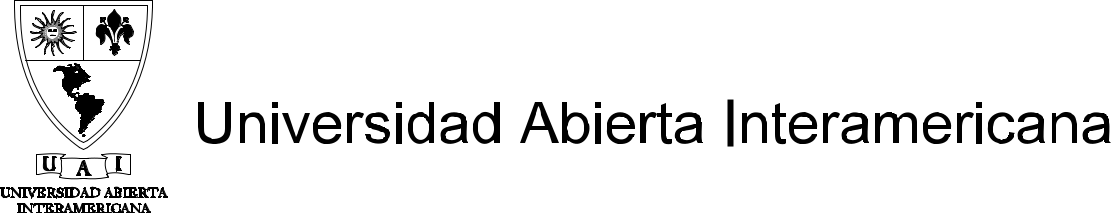 U A I
UNIVERSIDAD ABIERTA
INTERAMERICANA
Universidad Abierta Interamericana